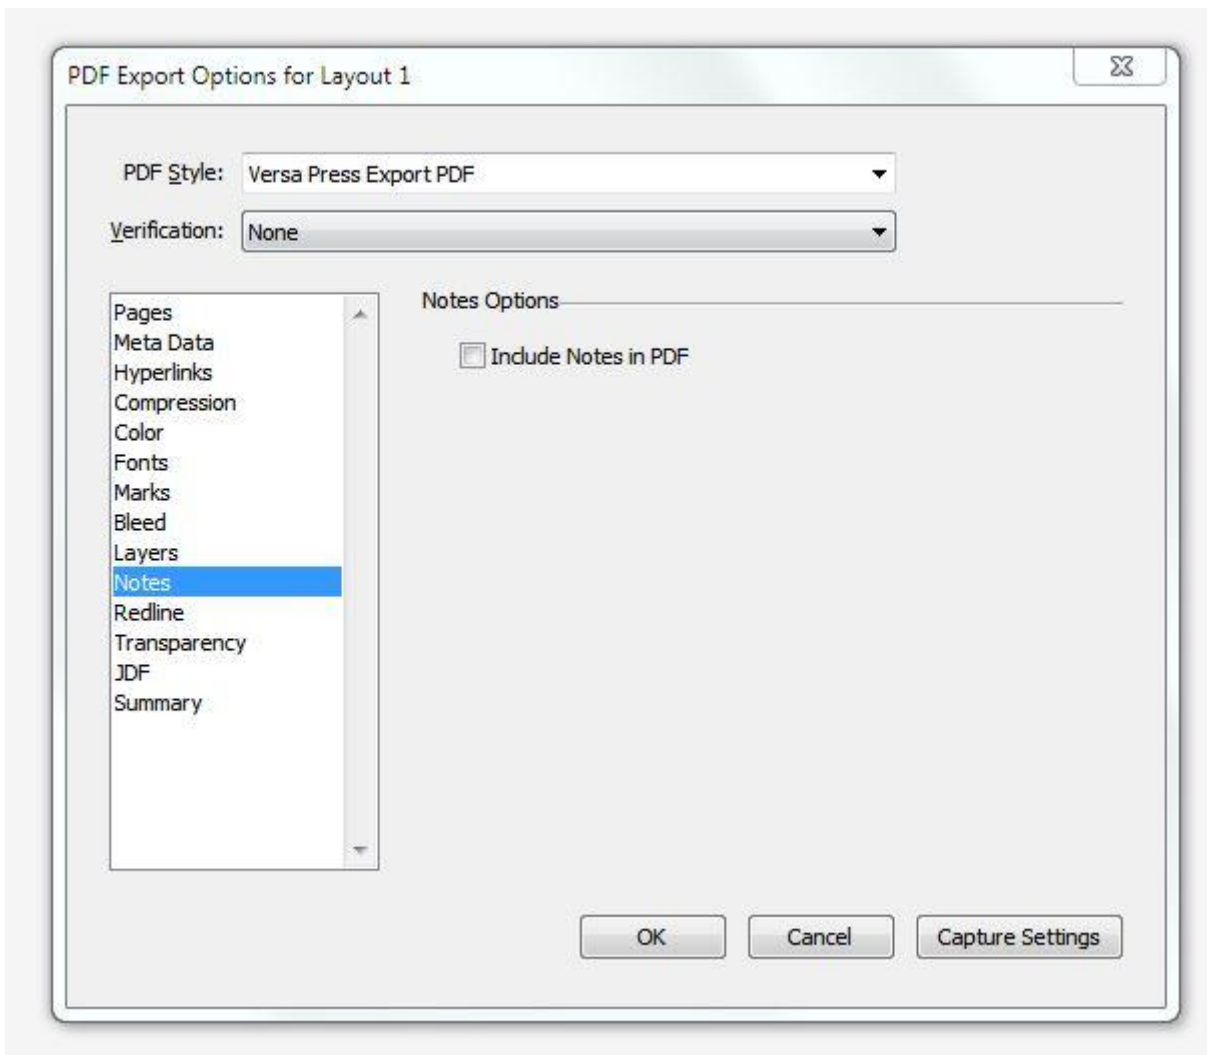 PDF Export Options for Layout 1
PDF Style: Versa Press Export PDF
Verification: None
Pages
Meta Data
Hyperlinks
Compression
Color
Fonts
Marks
Bleed
Layers
Notes
Redline
Transparency
JDF
Summary
Notes Options
Include Notes in PDF
OK Cancel Capture Settings